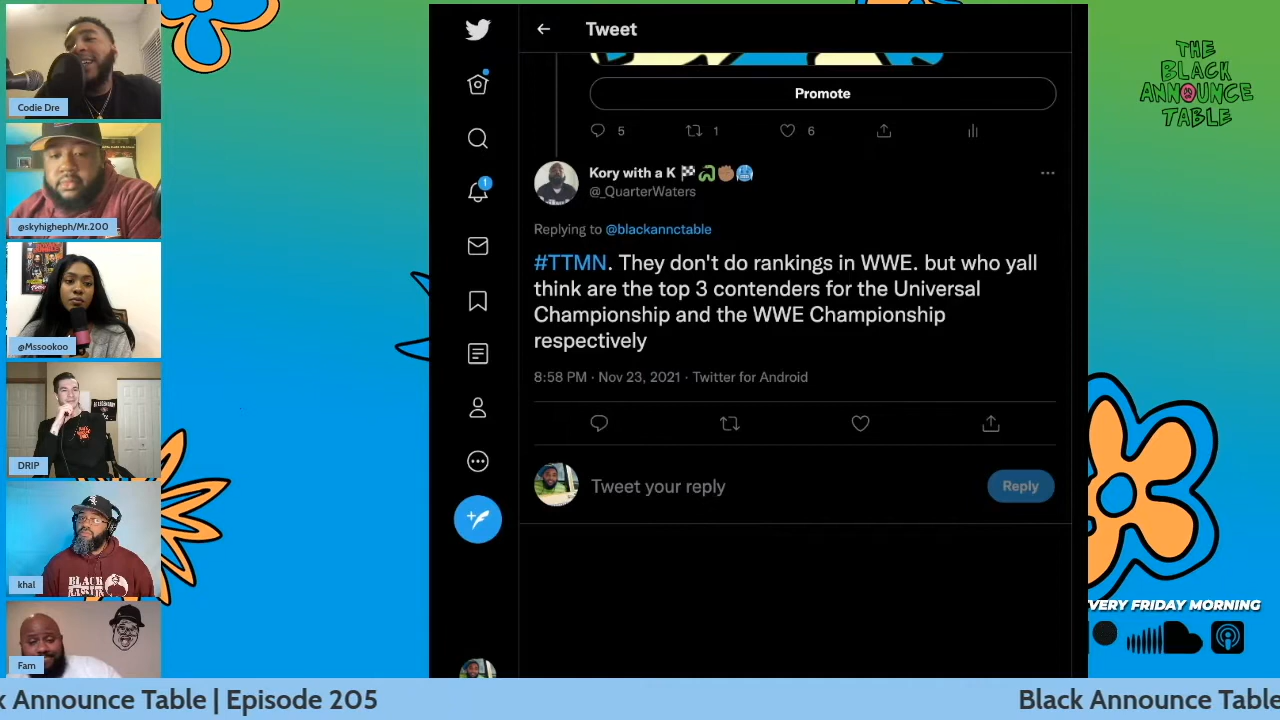 Codie Dre
@skyhigheph/Mr.200
@Mssookoo
DRIP
khal
Fam
Tweet
Promote
5
1
6
Kory with a K
@_QuarterWaters
Replying to @blackannctable
#TTMN. They don't do rankings in WWE. but who yall
think are the top 3 contenders for the Universal
Championship and the WWE Championship
respectively
8:58 PM · Nov 23, 2021 · Twitter for Android
Tweet your reply
Reply
1
THE
BLACK
ANNOUNCE
TABLE
EVERY FRIDAY MORNING
k Announce Table | Episode 205
Black Announce Table